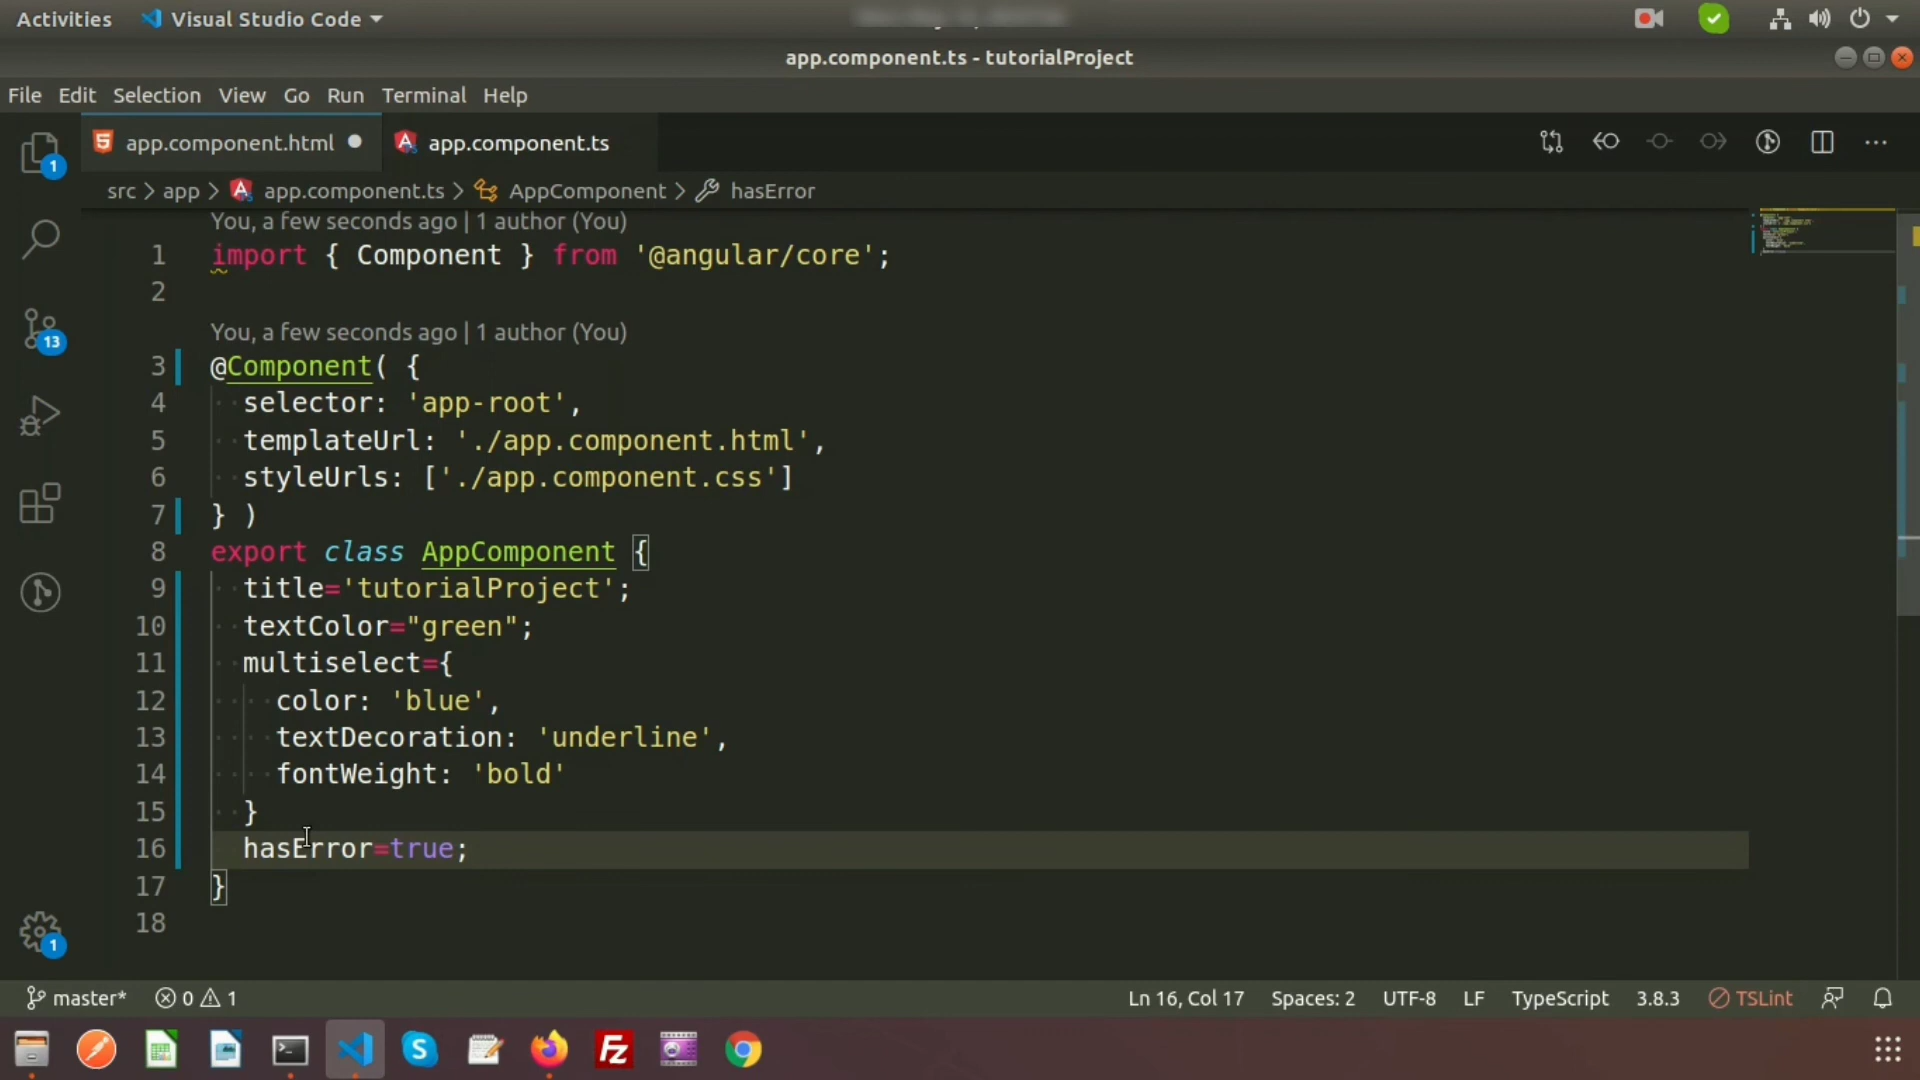 Activities Visual Studio Code
app.component.ts - tutorialProject
File Edit Selection View Go Run Terminal Help
app.component.html app.component.ts
1
src > app > app.component.ts > AppComponent > hasError
You, a few seconds ago | 1 author (You)
1 import { Component } from '@angular/core';
2
You, a few seconds ago | 1 author (You)
13
3 @Component( {
4 selector: 'app-root',
5 templateUrl: './app.component.html',
6 styleUrls: ['./app.component.css']
7 } )
8 export class AppComponent {
9 title='tutorialProject';
10 textColor="green";
11 multiselect={
12 color: 'blue',
13 textDecoration: 'underline',
14 fontWeight: 'bold'
15 }
16 hasError=true;
17 }
18
1
master* 0 1 Ln 16, Col 17 Spaces: 2 UTF-8 LF TypeScript 3.8.3 TSLint
S Fz